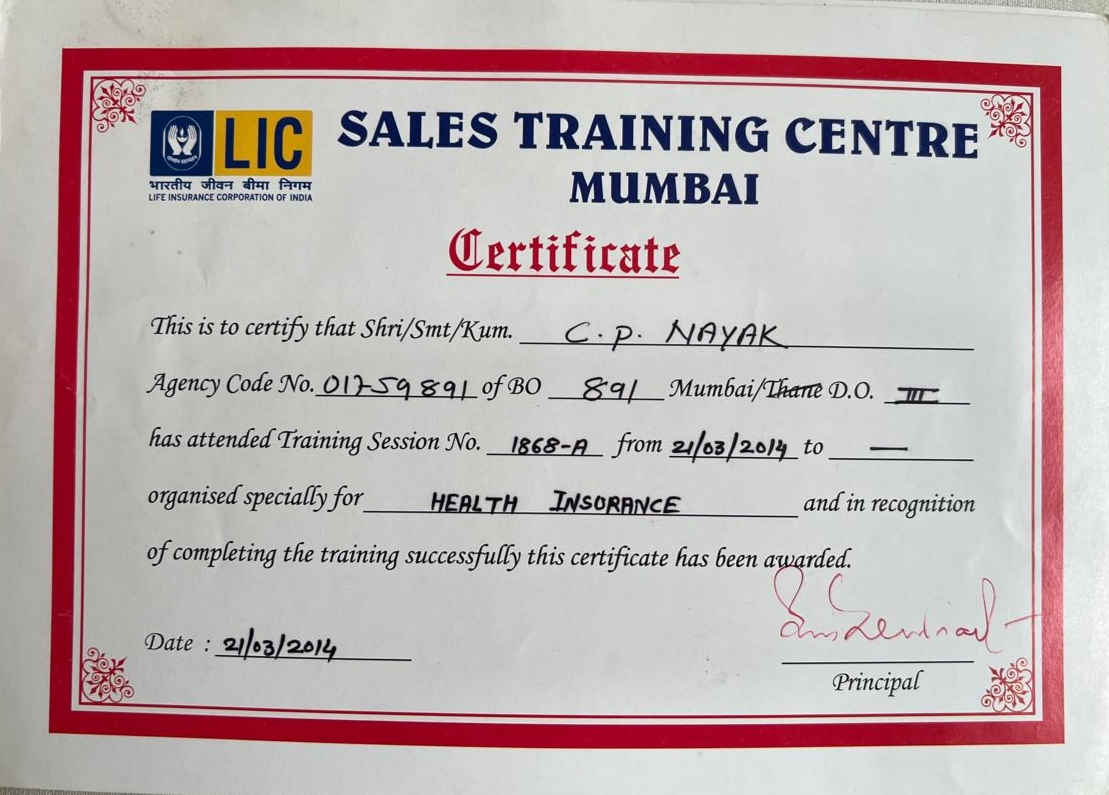 LIC
भारतीय जीवन बीमा निगम
LIFE INSURANCE CORPORATION OF INDIA
SALES TRAINING CENTRE
MUMBAI
Certificate
This is to certify that Shri/Smt/Kum. C. P. NAYAK
Agency Code No. 01759891 of BO 891 Mumbai/Thane D.O. III
has attended Training Session No. 1868-A from 21/03/2014 to —
organised specially for HEALTH INSURANCE and in recognition
of completing the training successfully this certificate has been awarded.
Date : 21/03/2014
Principal